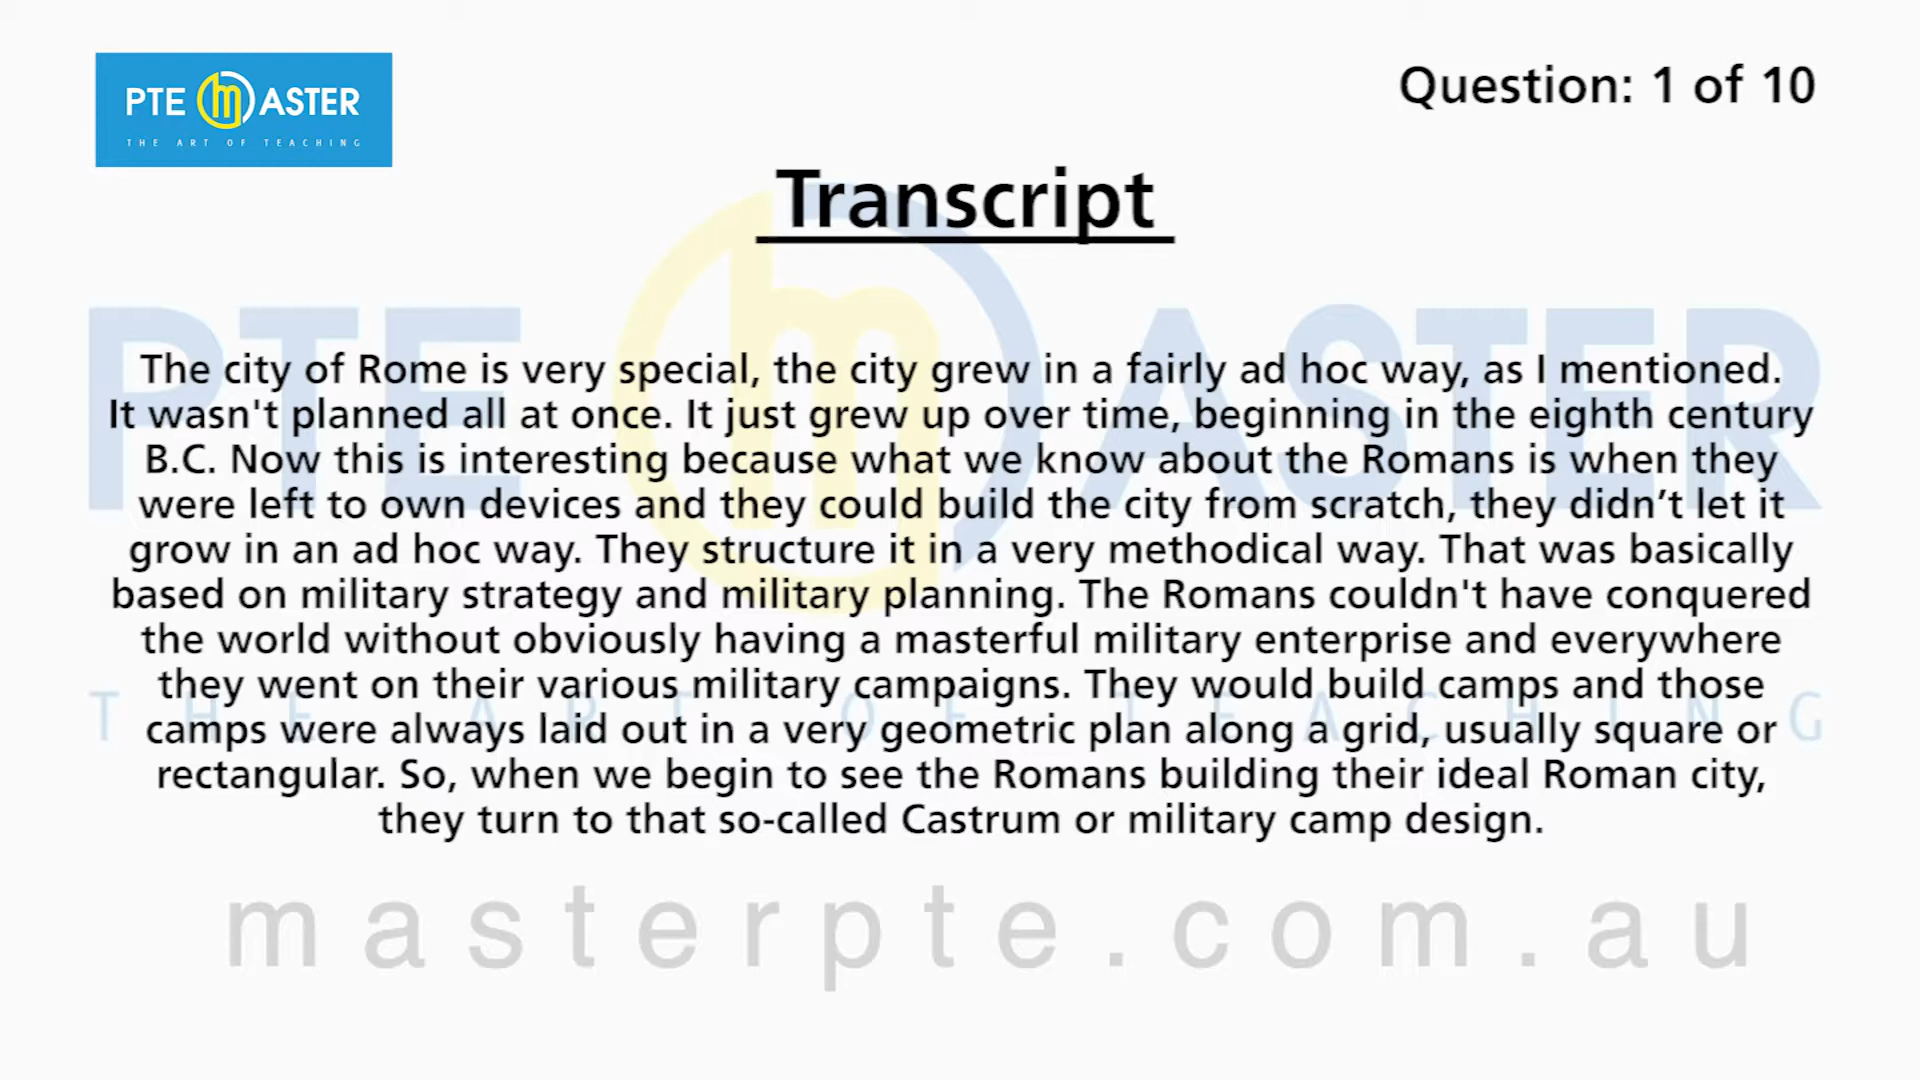 PTE MASTER
THE ART OF TEACHING
Question: 1 of 10
Transcript
The city of Rome is very special, the city grew in a fairly ad hoc way, as I mentioned.
It wasn't planned all at once. It just grew up over time, beginning in the eighth century
B.C. Now this is interesting because what we know about the Romans is when they
were left to own devices and they could build the city from scratch, they didn’t let it
grow in an ad hoc way. They structure it in a very methodical way. That was basically
based on military strategy and military planning. The Romans couldn't have conquered
the world without obviously having a masterful military enterprise and everywhere
they went on their various military campaigns. They would build camps and those
camps were always laid out in a very geometric plan along a grid, usually square or
rectangular. So, when we begin to see the Romans building their ideal Roman city,
they turn to that so-called Castrum or military camp design.
PTE MASTER
THE ART OF TEACHING
masterpte.com.au